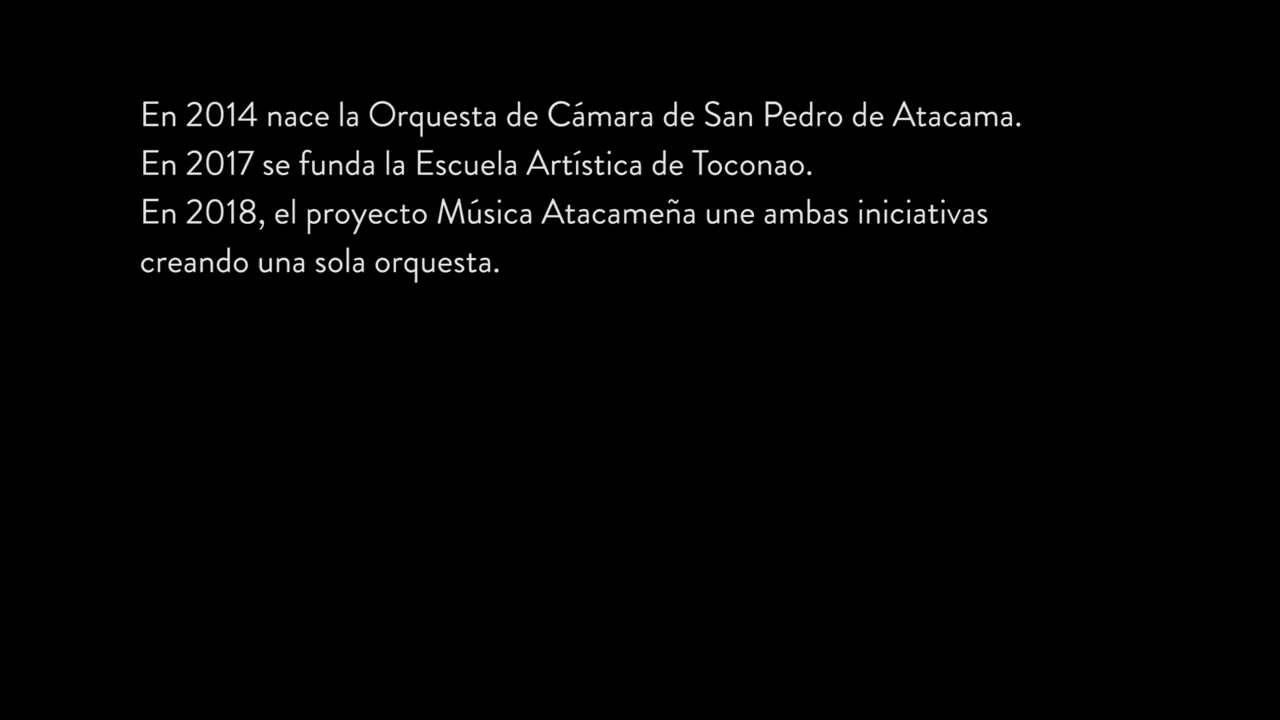 En 2014 nace la Orquesta de Cámara de San Pedro de Atacama.
En 2017 se funda la Escuela Artística de Toconao.
En 2018, el proyecto Música Atacameña une ambas iniciativas
creando una sola orquesta.